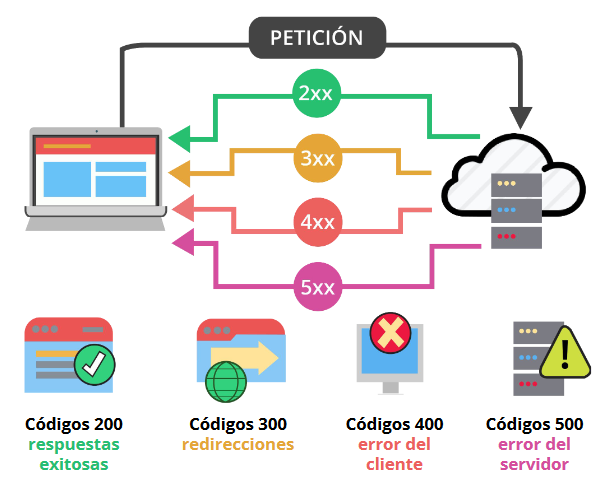 PETICIÓN
2xx
3xx
4xx
5xx
Códigos 200
respuestas
exitosas
Códigos 300
redirecciones
Códigos 400
error del
cliente
Códigos 500
error del
servidor